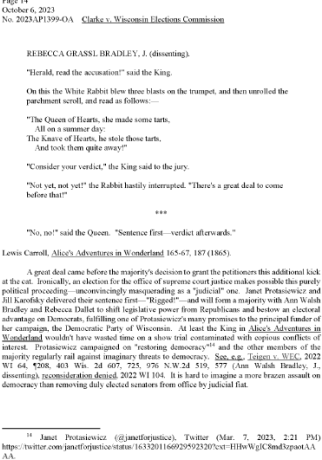 Page 14
October 6, 2023
No. 2023AP1399-OA Clarke v. Wisconsin Elections Commission
REBECCA GRASSL BRADLEY, J. (dissenting).
"Herald, read the accusation!" said the King.
On this the White Rabbit blew three blasts on the trumpet, and then unrolled the
parchment scroll, and read as follows:—
"The Queen of Hearts, she made some tarts,
All on a summer day:
The Knave of Hearts, he stole those tarts,
And took them quite away!"
"Consider your verdict," the King said to the jury.
"Not yet, not yet!" the Rabbit hastily interrupted. "There's a great deal to come
before that!"
***
"No, no!" said the Queen. "Sentence first—verdict afterwards."
Lewis Carroll, Alice's Adventures in Wonderland 165-67, 187 (1865).
A great deal came before the majority's decision to grant the petitioners this additional kick
at the cat. Ironically, an election for the office of supreme court justice makes possible this purely
political proceeding—unconvincingly masquerading as a "judicial" one. Janet Protasiewicz and
Jill Karofsky delivered their sentence first—"Rigged!"—and will form a majority with Ann Walsh
Bradley and Rebecca Dallet to shift legislative power from Republicans and bestow an electoral
advantage on Democrats, fulfilling one of Protasiewicz's many promises to the principal funder of
her campaign, the Democratic Party of Wisconsin. At least the King in Alice's Adventures in
Wonderland wouldn't have wasted time on a show trial contaminated with copious conflicts of
interest. Protasiewicz campaigned on "restoring democracy"14 and the other members of the
majority regularly rail against imaginary threats to democracy. See, e.g., Teigen v. WEC, 2022
WI 64, ¶208, 403 Wis. 2d 607, 725, 976 N.W.2d 519, 577 (Ann Walsh Bradley, J.,
dissenting), reconsideration denied, 2022 WI 104. It is hard to imagine a more brazen assault on
democracy than removing duly elected senators from office by judicial fiat.
14 Janet Protasiewicz (@janetforjustice), Twitter (Mar. 7, 2023, 2:21 PM)
AA.